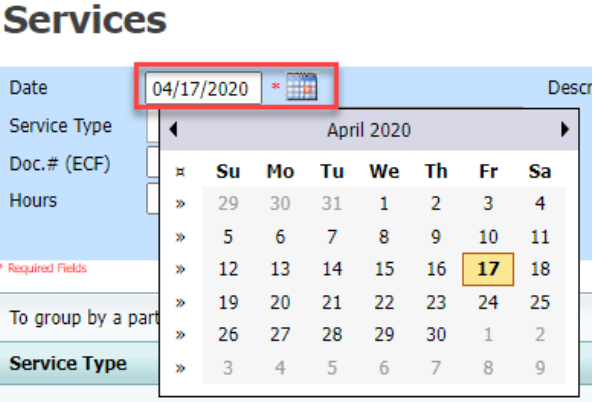 Services
Date 04/17/2020 * Descr
Service Type
Doc.# (ECF)
Hours
* Required Fields
To group by a part
Service Type
April 2020
¤ Su Mo Tu We Th Fr Sa
» 29 30 31 1 2 3 4
» 5 6 7 8 9 10 11
» 12 13 14 15 16 17 18
» 19 20 21 22 23 24 25
» 26 27 28 29 30 1 2
» 3 4 5 6 7 8 9